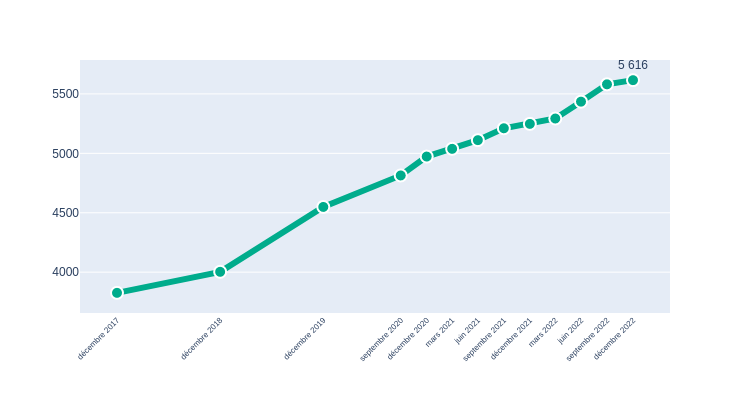 5 616
5500
5000
4500
4000
décembre 2017
décembre 2018
décembre 2019
septembre 2020
décembre 2020
mars 2021
juin 2021
septembre 2021
décembre 2021
mars 2022
juin 2022
septembre 2022
décembre 2022